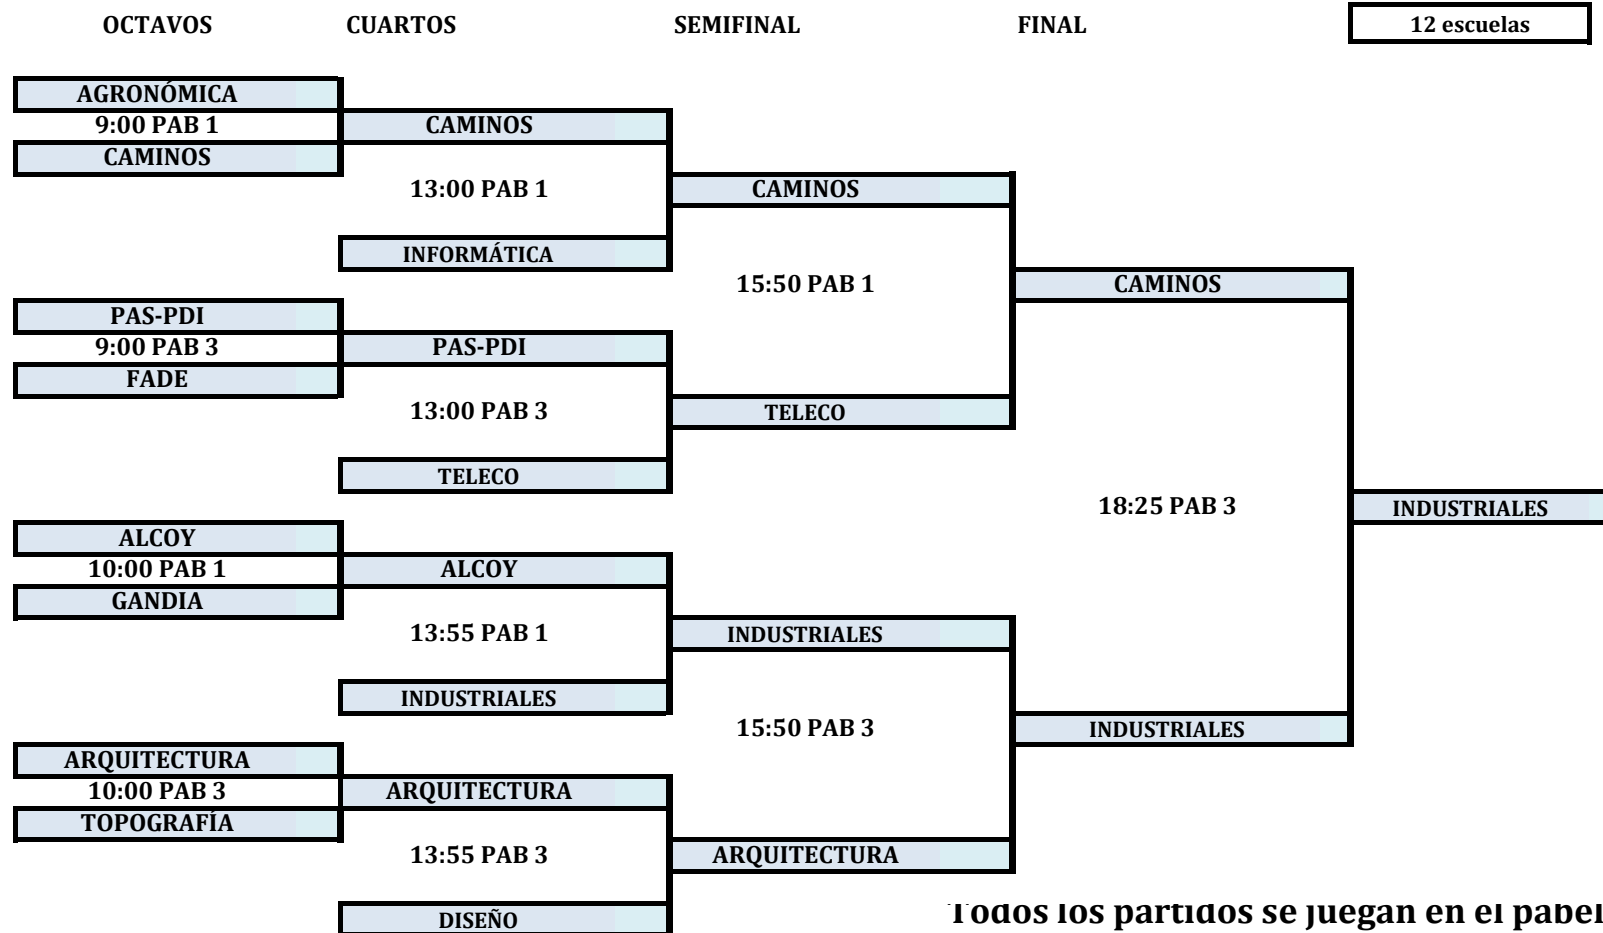 OCTAVOS CUARTOS SEMIFINAL FINAL 12 escuelas
AGRONÓMICA
9:00 PAB 1 CAMINOS
CAMINOS
13:00 PAB 1 CAMINOS
INFORMÁTICA
15:50 PAB 1 CAMINOS
PAS-PDI
9:00 PAB 3 PAS-PDI
FADE
13:00 PAB 3 TELECO
TELECO
18:25 PAB 3 INDUSTRIALES
ALCOY
10:00 PAB 1 ALCOY
GANDIA
13:55 PAB 1 INDUSTRIALES
INDUSTRIALES
15:50 PAB 3 INDUSTRIALES
ARQUITECTURA
10:00 PAB 3 ARQUITECTURA
TOPOGRAFÍA
13:55 PAB 3 ARQUITECTURA
DISEÑO
Todos los partidos se juegan en el